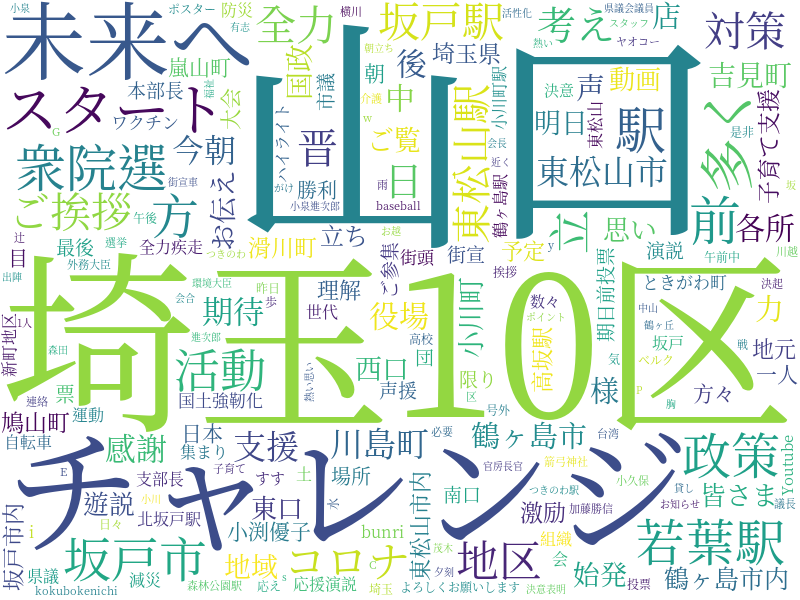 小泉
有志
ポスター
防災
横川
活性化
県議会議員
スタッフ
ヤオコー
熱い
未来へ
全力
坂戸駅
考え
店
対策
嵐山町
国政
朝立ち
後
埼玉県
本部長
福祉
市議
朝
声
動画
吉見町
スタート
ワクチン
大会
介護
中
小川町駅
決意
東松山
山田
G
ハイライト
w
ご覧
会長
明日
駅
是非
多く
子育て支援
衆院選
今朝
晋
日
東松山駅
近く
東松山市
坂
街宣車
お伝え
がけ
勝利
雨
baseball
鶴ヶ島駅
ご挨拶
方
小泉進次郎
お越し
立
前
各所
辻
午後
立ち
思い
最後
選挙
全力疾走
滑川町
街頭
街宣
予定
y
演説
午前中
川越
目
外務大臣
つきのわ
ご参集
挨拶
ときがわ町
出陣
環境大臣
会合
昨日
歩
理解
数々
期日前投票
中山
決起
力
埼玉10区
新町地区
1人
期待
世代
役場
小川町
ポイント
鶴ヶ丘
戦
地元
森田
進次郎
高校
高坂駅
坂戸
ベルク
一人
活動
西口
団
気
票
熱い思い
声援
限り
様
方々
連絡
国土強靭化
区
P
胸
鳩山町
運動
号外
自転車
日本
チャレンジ
感謝
集まり
支援
川島町
必要
鶴ヶ島市
台湾
政策
Youtube
E
支部長
子育て
すす
土
場所
東松山市内
官房長官
箭弓神社
小久保
坂戸市内
遊説
小川
東口
水
南口
つきのわ駅
貸し
皆さま
北坂戸駅
激励
加藤勝信
お知らせ
議長
i
日々
小渕優子
bunri
組織
若葉駅
坂戸市
地域
コロナ
C
茂木
地区
会
県議
減災
s
始発
鶴ヶ島市内
森林公園駅
応え
応援演説
夕刻
投票
kokubokenichi
埼玉
よろしくお願いします
決意表明